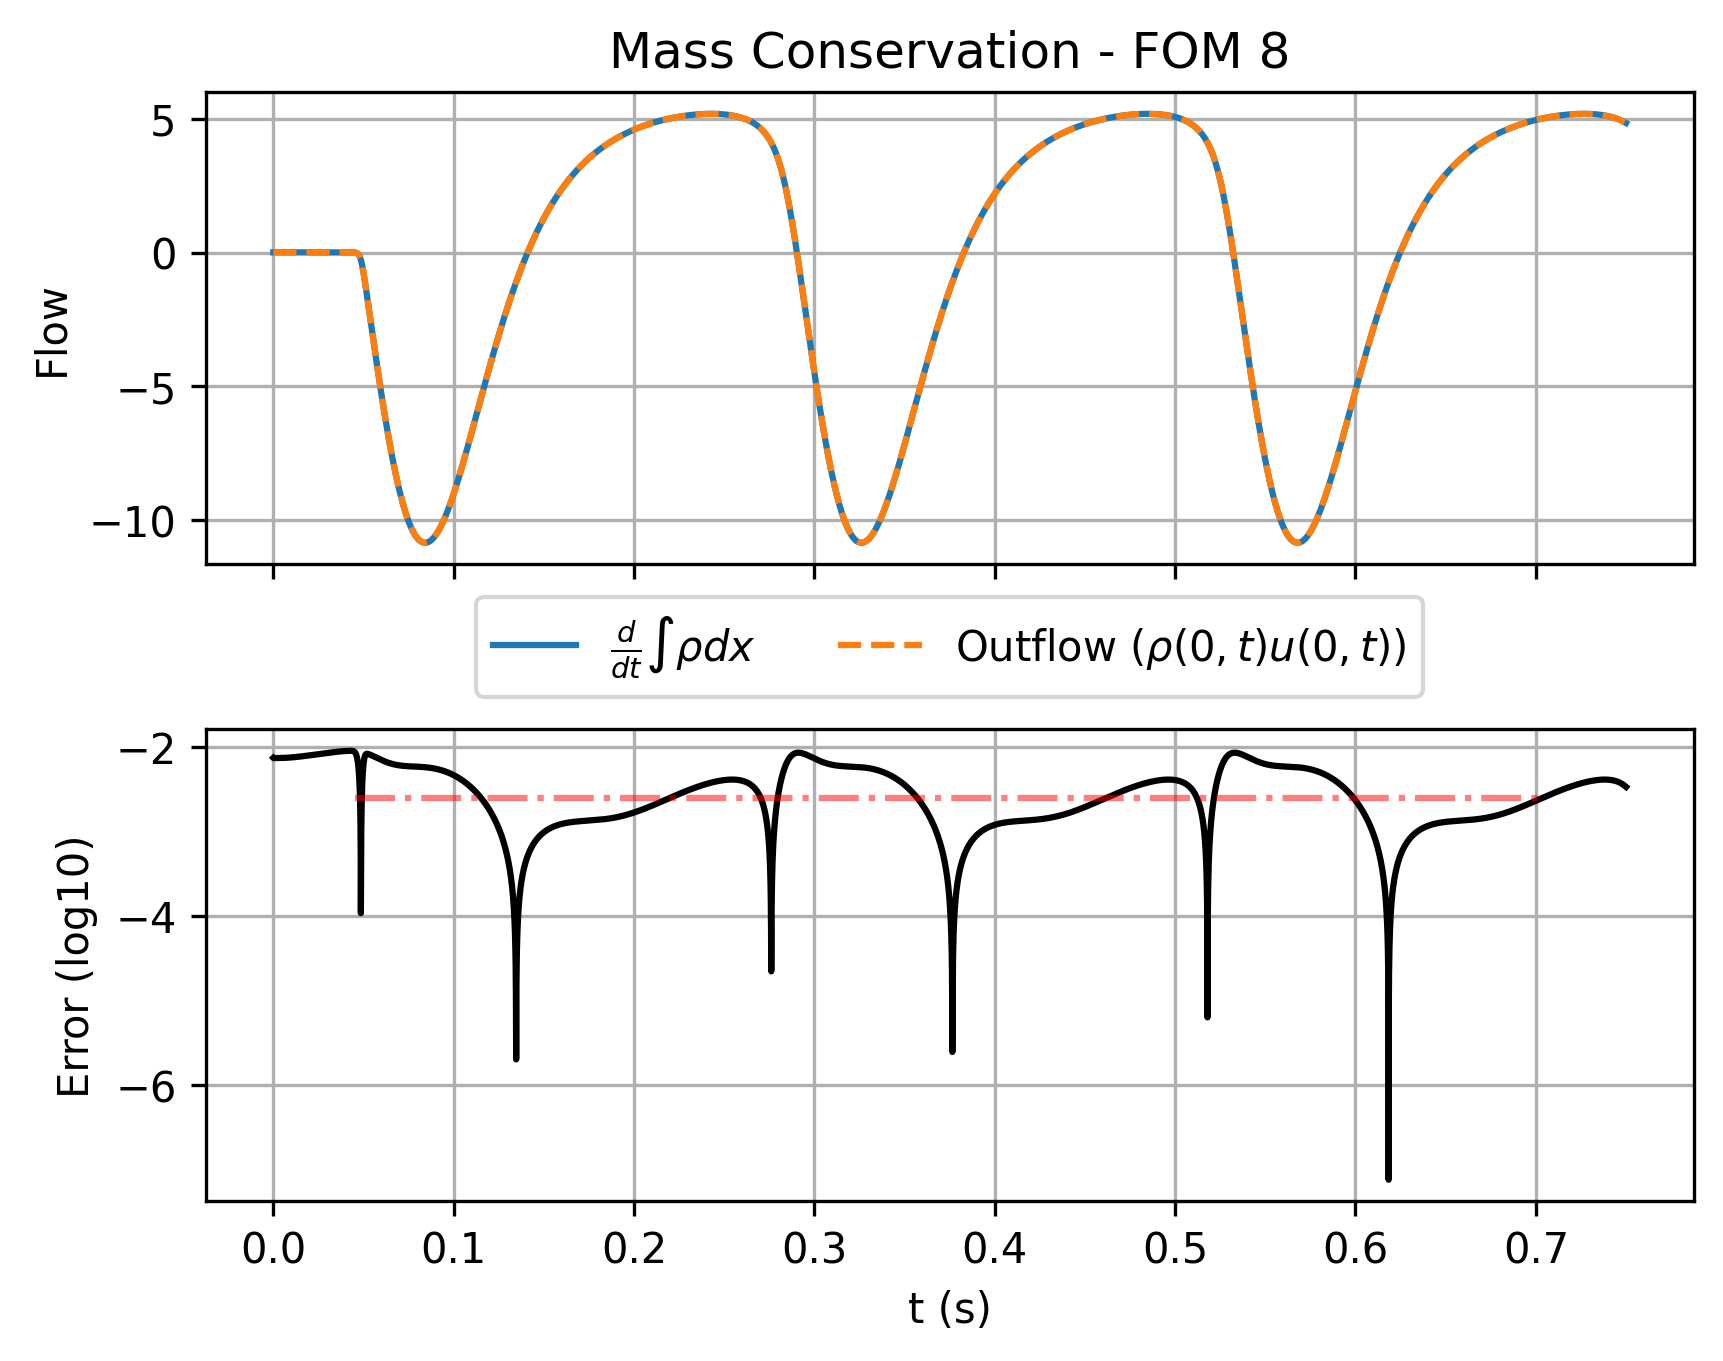 Mass Conservation - FOM 8
5
0
−5
−10
Flow
d/dt ∫ρdx
Outflow (ρ(0, t)u(0, t))
−2
−4
−6
Error (log10)
0.0 0.1 0.2 0.3 0.4 0.5 0.6 0.7
t (s)